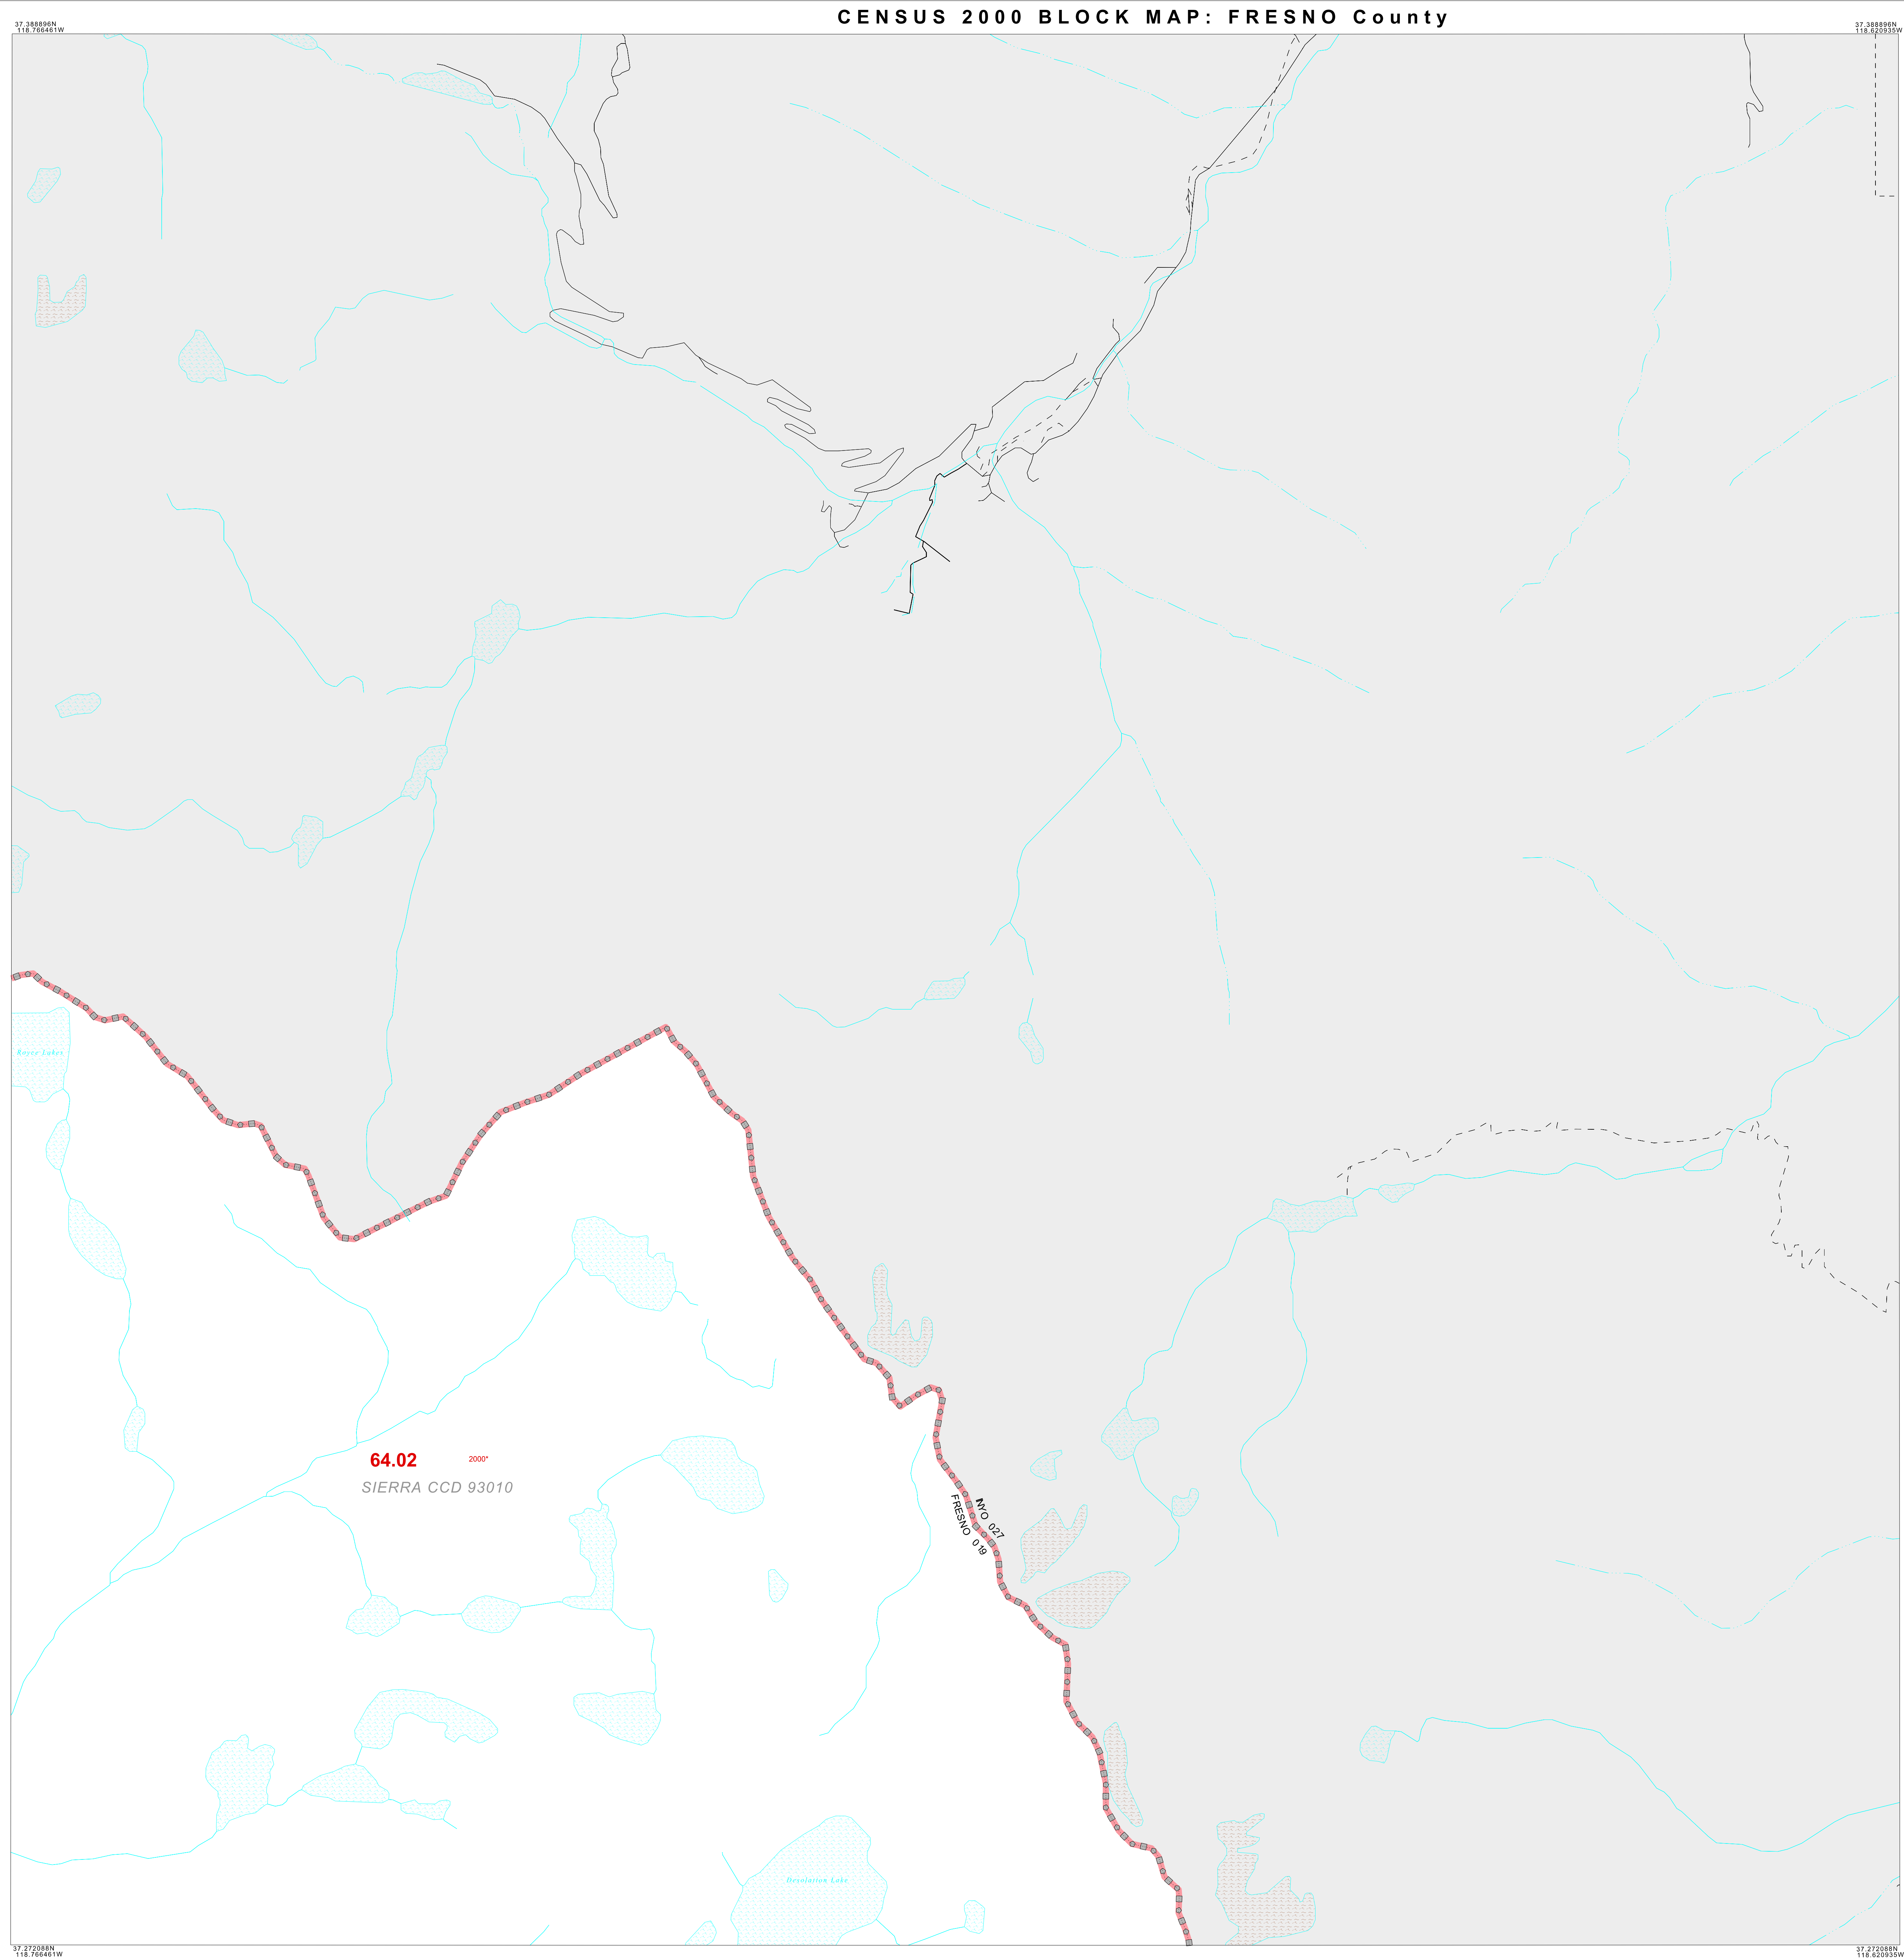 CENSUS 2000 BLOCK MAP: FRESNO County
37.388896N
118.766461W
37.388896N
118.620935W
Royce Lakes
64.02
2000*
SIERRA CCD 93010
INYO 027
FRESNO 019
Desolation Lake
37.272088N
118.766461W
37.272088N
118.620935W